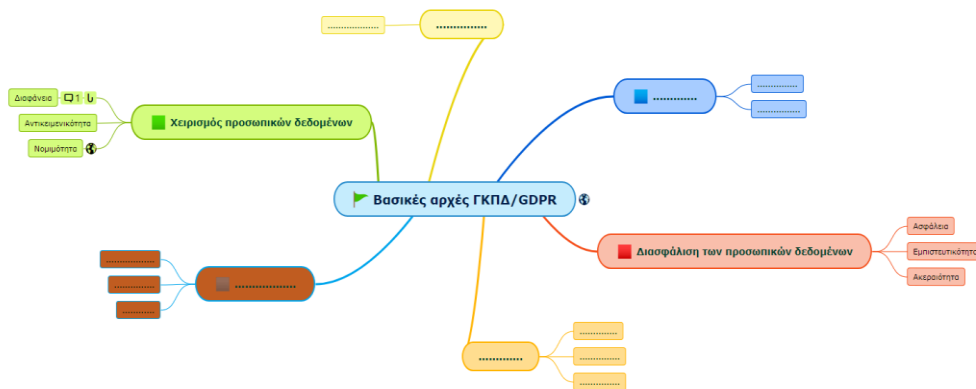 ..................
...............
.............
...............
................
Διαφάνεια 1
Αντικειμενικότητα
Νομιμότητα
Χειρισμός προσωπικών δεδομένων
Βασικές αρχές ΓΚΠΔ/GDPR
Διασφάλιση των προσωπικών δεδομένων
Ασφάλεια
Εμπιστευτικότητα
Ακεραιότητα
.................
...............
............
.................
.............
..............
...............
...............